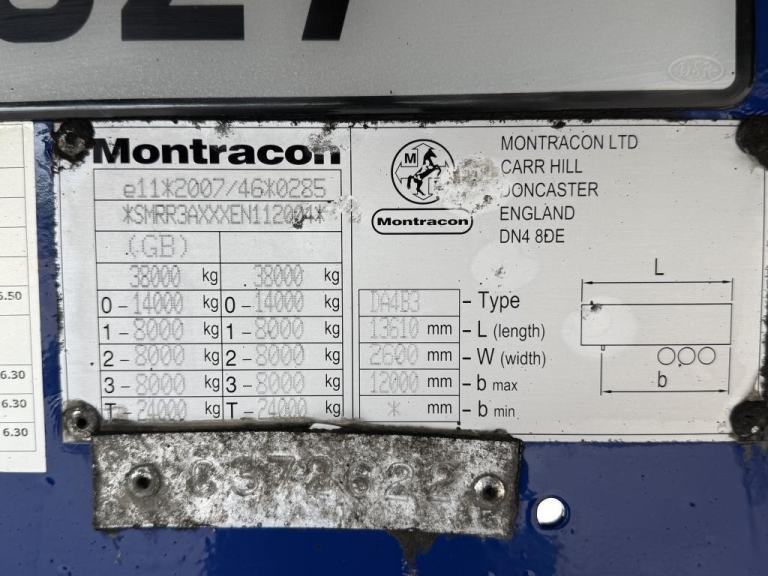 Montracon
e11*2007/46*0285
*SMRR3AXXXEN112004*
(GB)
38000 kg 38000 kg
0-14000 kg 0-14000 kg
1-8000 kg 1-8000 kg
2-8000 kg 2-8000 kg
3-8000 kg 3-8000 kg
T-24000 kg T-24000 kg
M
Montracon
MONTRACON LTD
CARR HILL
DONCASTER
ENGLAND
DN4 8DE
DA4B3 - Type
13610 mm - L (length)
2600 mm - W (width)
12000 mm - b max
* mm - b min
L
b
6.30
6.30
6.30
C372622